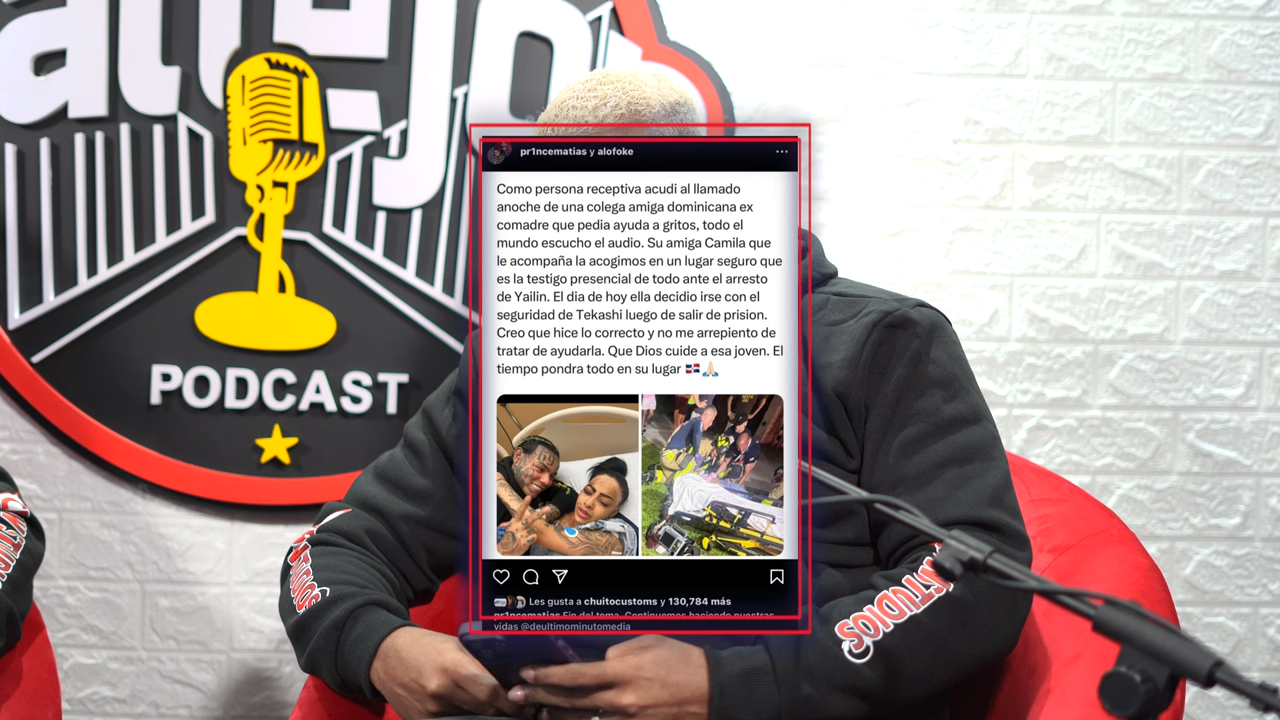 PODCAST
pr1ncematias y alofoke
Como persona receptiva acudi al llamado
anoche de una colega amiga dominicana ex
comadre que pedia ayuda a gritos, todo el
mundo escucho el audio. Su amiga Camila que
le acompaña la acogimos en un lugar seguro que
es la testigo presencial de todo ante el arresto
de Yailin. El dia de hoy ella decidio irse con el
seguridad de Tekashi luego de salir de prision.
Creo que hice lo correcto y no me arrepiento de
tratar de ayudarla. Que Dios cuide a esa joven. El
tiempo pondra todo en su lugar 🇩🇴🙏🏼
Les gusta a chuitocustoms y 130,784 más
pr1ncematias Fin del tema. Continuemos haciendo nuestras
vidas @deultimominutomedia
STUDIOS